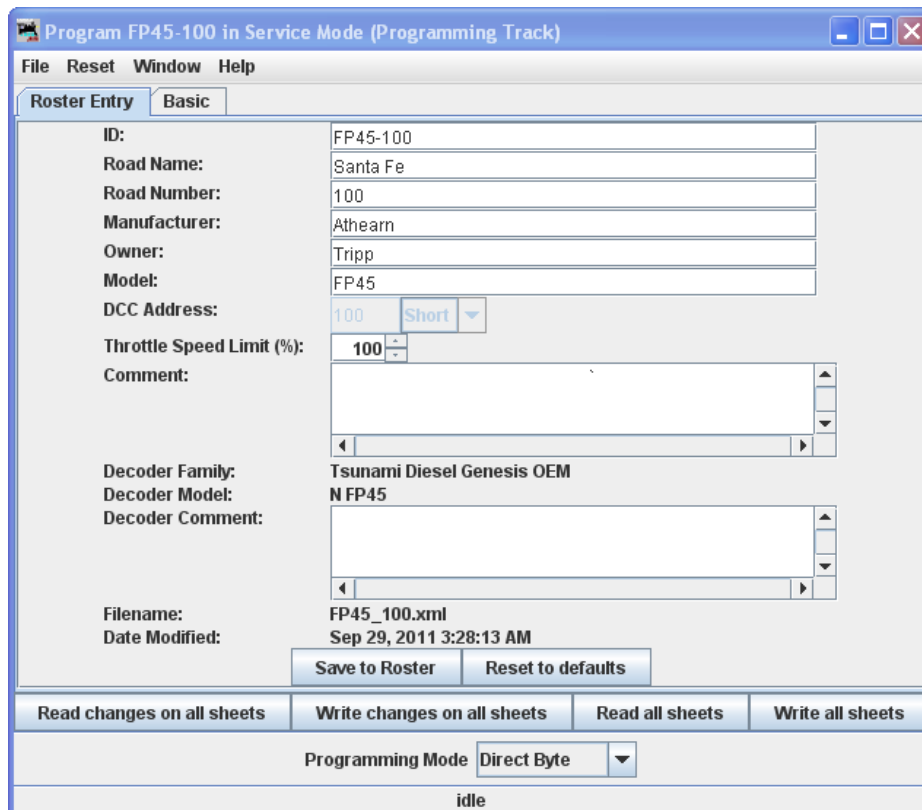 Program FP45-100 in Service Mode (Programming Track)
File Reset Window Help
Roster Entry Basic
ID: FP45-100
Road Name: Santa Fe
Road Number: 100
Manufacturer: Athearn
Owner: Tripp
Model: FP45
DCC Address: 100 Short
Throttle Speed Limit (%): 100
Comment: `
Decoder Family: Tsunami Diesel Genesis OEM
Decoder Model: N FP45
Decoder Comment:
Filename: FP45_100.xml
Date Modified: Sep 29, 2011 3:28:13 AM
Save to Roster Reset to defaults
Read changes on all sheets Write changes on all sheets Read all sheets Write all sheets
Programming Mode Direct Byte
idle